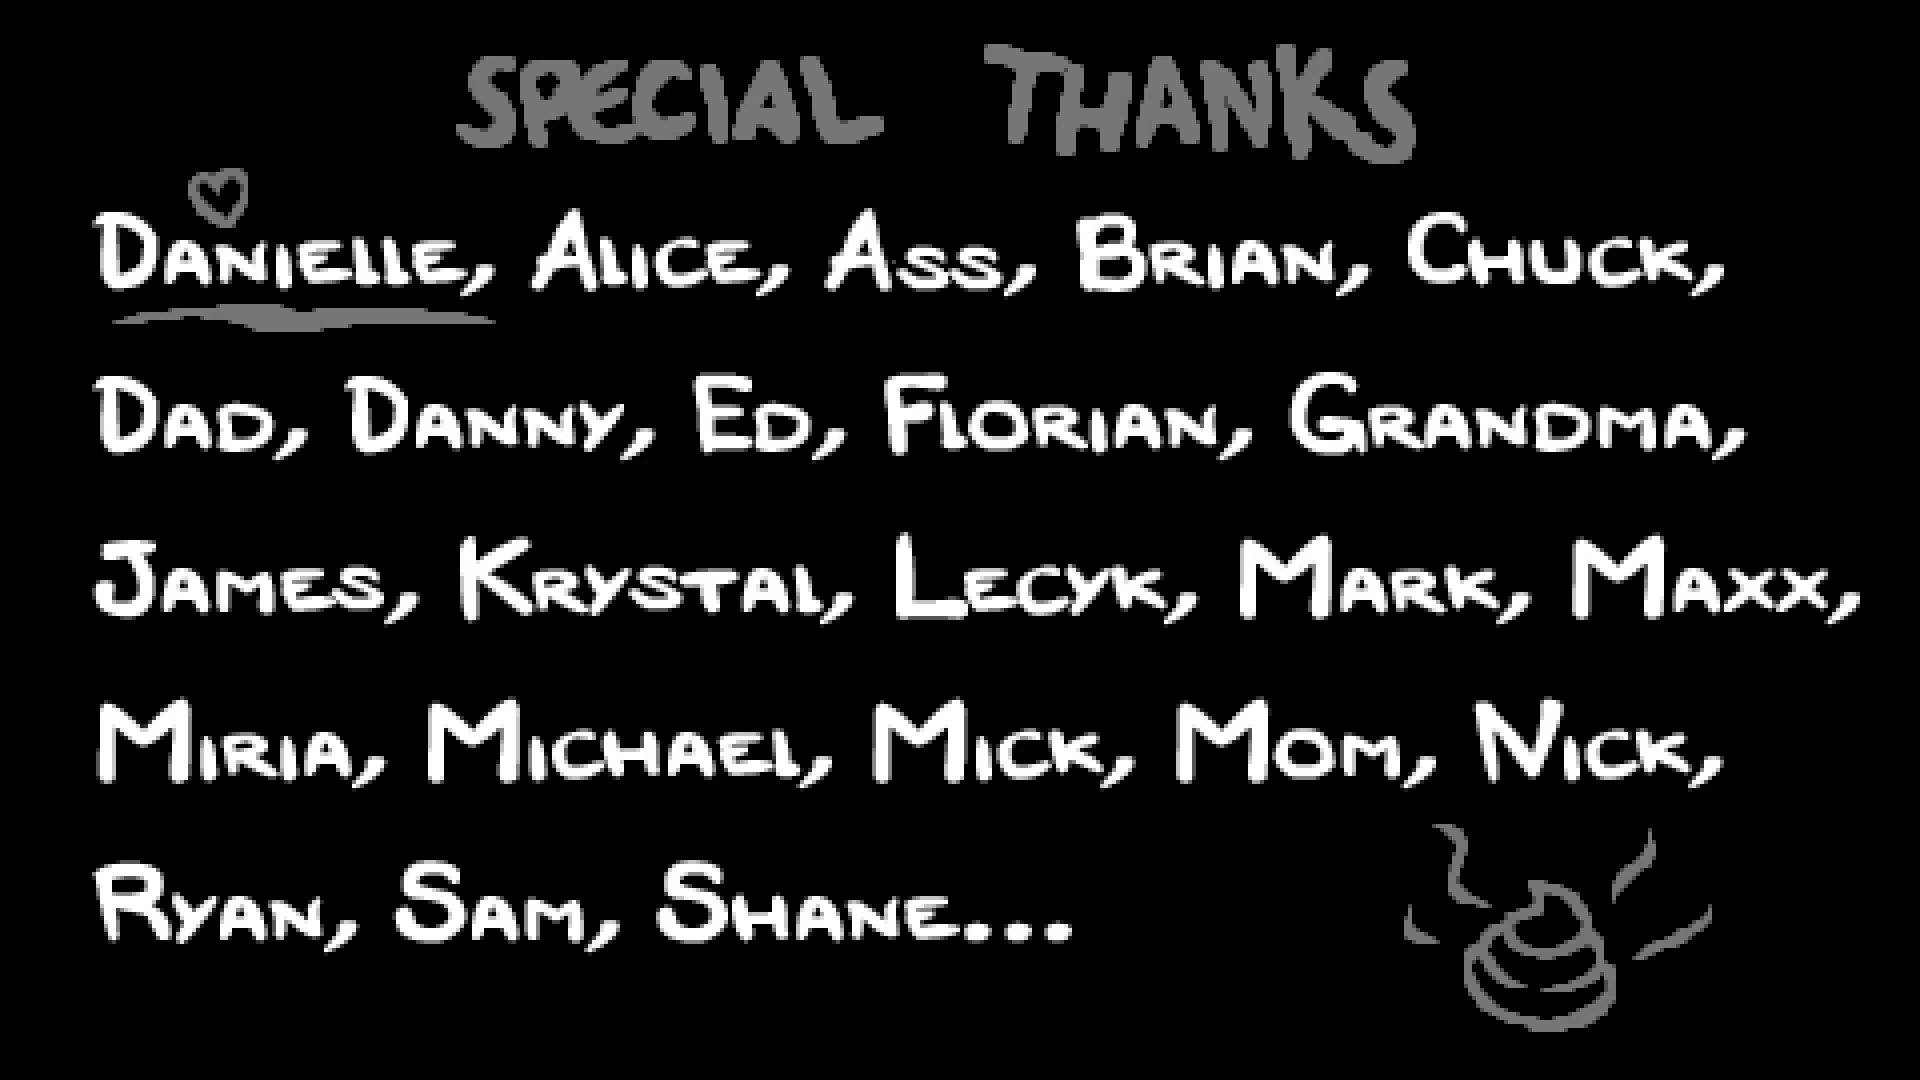 SPECIAL THANKS
Danielle, Alice, Ass, Brian, Chuck,
Dad, Danny, Ed, Florian, Grandma,
James, Krystal, Lecyk, Mark, Maxx,
Miria, Michael, Mick, Mom, Nick,
Ryan, Sam, Shane...